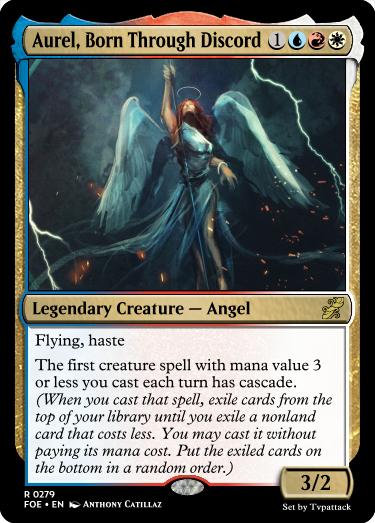 Aurel, Born Through Discord 1
Legendary Creature — Angel
Flying, haste
The first creature spell with mana value 3
or less you cast each turn has cascade.
(When you cast that spell, exile cards from the
top of your library until you exile a nonland
card that costs less. You may cast it without
paying its mana cost. Put the exiled cards on
the bottom in a random order.)
3/2
R 0279
FOE • EN Anthony Catillaz
Set by Tvpattack